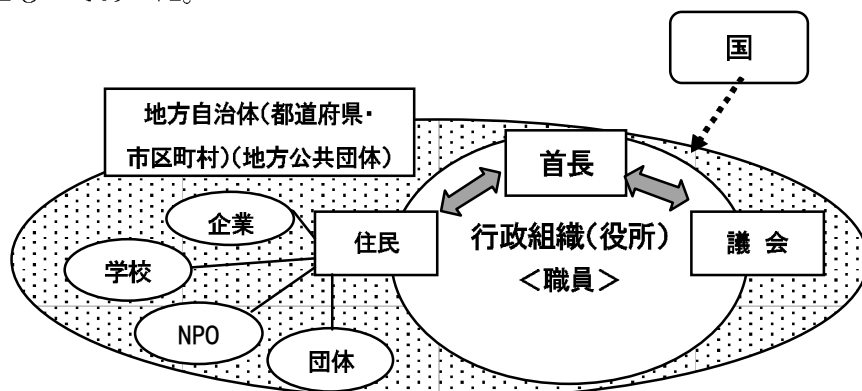 国
地方自治体(都道府県・
市区町村)(地方公共団体)
首長
企業
住民
行政組織(役所)
議 会
学校
<職員>
NPO
団体